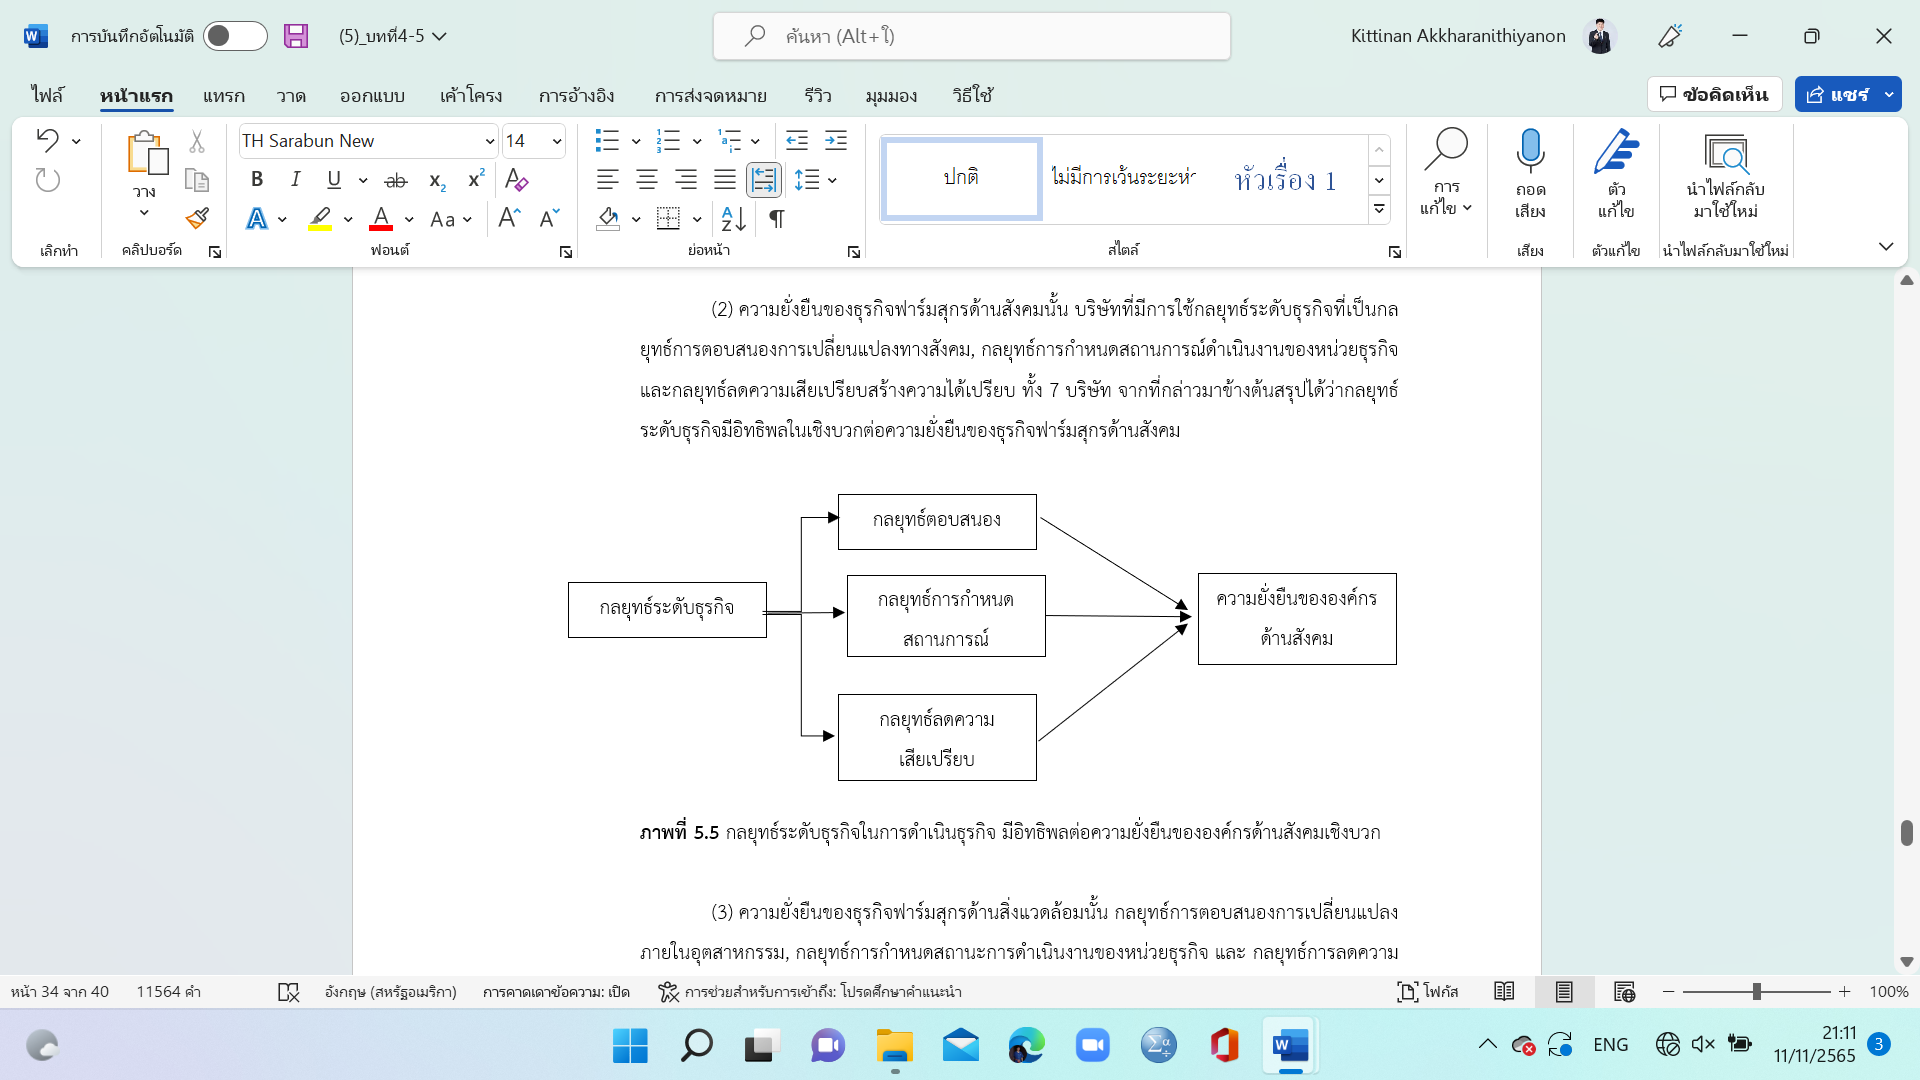 การบันทึกอัตโนมัติ
(5)_บทที่4-5
ค้นหา (Alt+ใ)
Kittinan Akkharanithiyanon
ไฟล์ หน้าแรก แทรก วาด ออกแบบ เค้าโครง การอ้างอิง การส่งจดหมาย รีวิว มุมมอง วิธีใช้
ข้อคิดเห็น
แชร์
TH Sarabun New 14
วาง
ปกติ
ไม่มีการเว้นระยะห่า
หัวเรื่อง 1
การ
แก้ไข
ถอด
เสียง
ตัว
แก้ไข
นำไฟล์กลับ
มาใช้ใหม่
เลิกทำ คลิปบอร์ด ฟอนต์ ย่อหน้า สไตล์ เสียง ตัวแก้ไข นำไฟล์กลับมาใช้ใหม่
(2) ความยั่งยืนของธุรกิจฟาร์มสุกรด้านสังคมนั้น บริษัทที่มีการใช้กลยุทธ์ระดับธุรกิจที่เป็นกล
ยุทธ์การตอบสนองการเปลี่ยนแปลงทางสังคม, กลยุทธ์การกำหนดสถานการณ์ดำเนินงานของหน่วยธุรกิจ
และกลยุทธ์ลดความเสียเปรียบสร้างความได้เปรียบ ทั้ง 7 บริษัท จากที่กล่าวมาข้างต้นสรุปได้ว่ากลยุทธ์
ระดับธุรกิจมีอิทธิพลในเชิงบวกต่อความยั่งยืนของธุรกิจฟาร์มสุกรด้านสังคม
กลยุทธ์ตอบสนอง
กลยุทธ์ระดับธุรกิจ
กลยุทธ์การกำหนด
สถานการณ์
ความยั่งยืนขององค์กร
ด้านสังคม
กลยุทธ์ลดความ
เสียเปรียบ
ภาพที่ 5.5 กลยุทธ์ระดับธุรกิจในการดำเนินธุรกิจ มีอิทธิพลต่อความยั่งยืนขององค์กรด้านสังคมเชิงบวก
(3) ความยั่งยืนของธุรกิจฟาร์มสุกรด้านสิ่งแวดล้อมนั้น กลยุทธ์การตอบสนองการเปลี่ยนแปลง
ภายในอุตสาหกรรม, กลยุทธ์การกำหนดสถานะการดำเนินงานของหน่วยธุรกิจ และ กลยุทธ์การลดความ
หน้า 34 จาก 40 11564 คำ อังกฤษ (สหรัฐอเมริกา) การคาดเดาข้อความ: เปิด การช่วยสำหรับการเข้าถึง: โปรดศึกษาคำแนะนำ โฟกัส 100%
ENG
21:11
11/11/2565
3